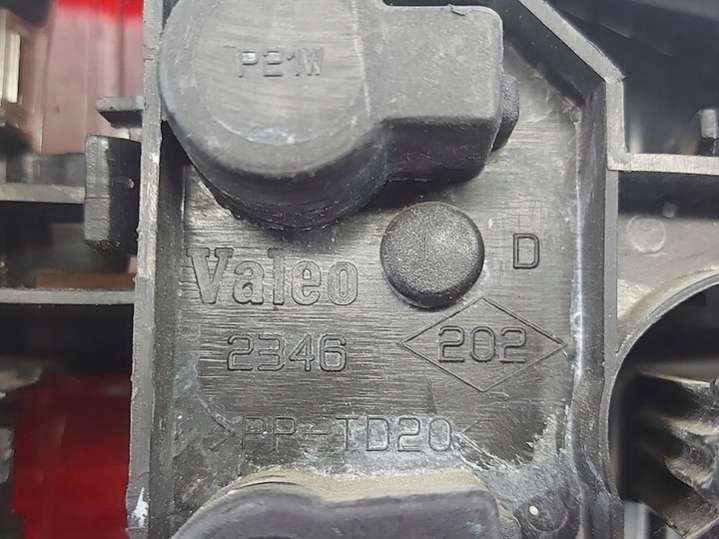 P21W
D
Valeo
2346
202
>PP-TD20<